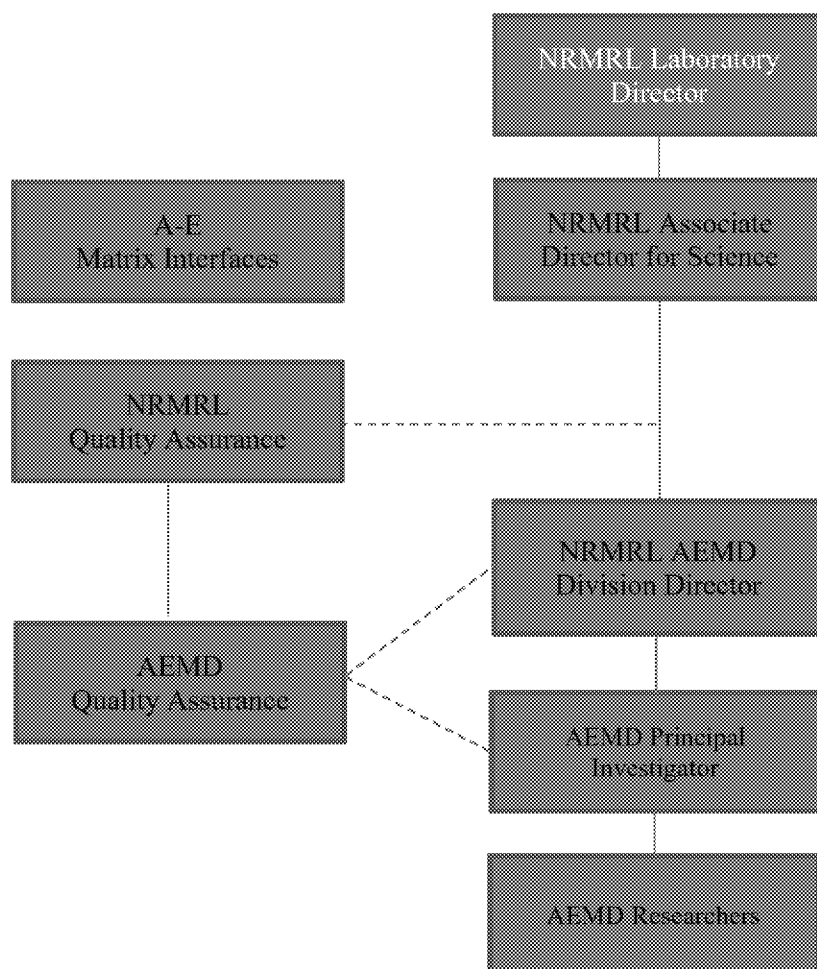 NRMRL Laboratory
Director
A-E
Matrix Interfaces
NRMRL Associate
Director for Science
NRMRL
Quality Assurance
NRMRL AEMD
Division Director
AEMD
Quality Assurance
AEMD Principal
Investigator
AEMD Researchers